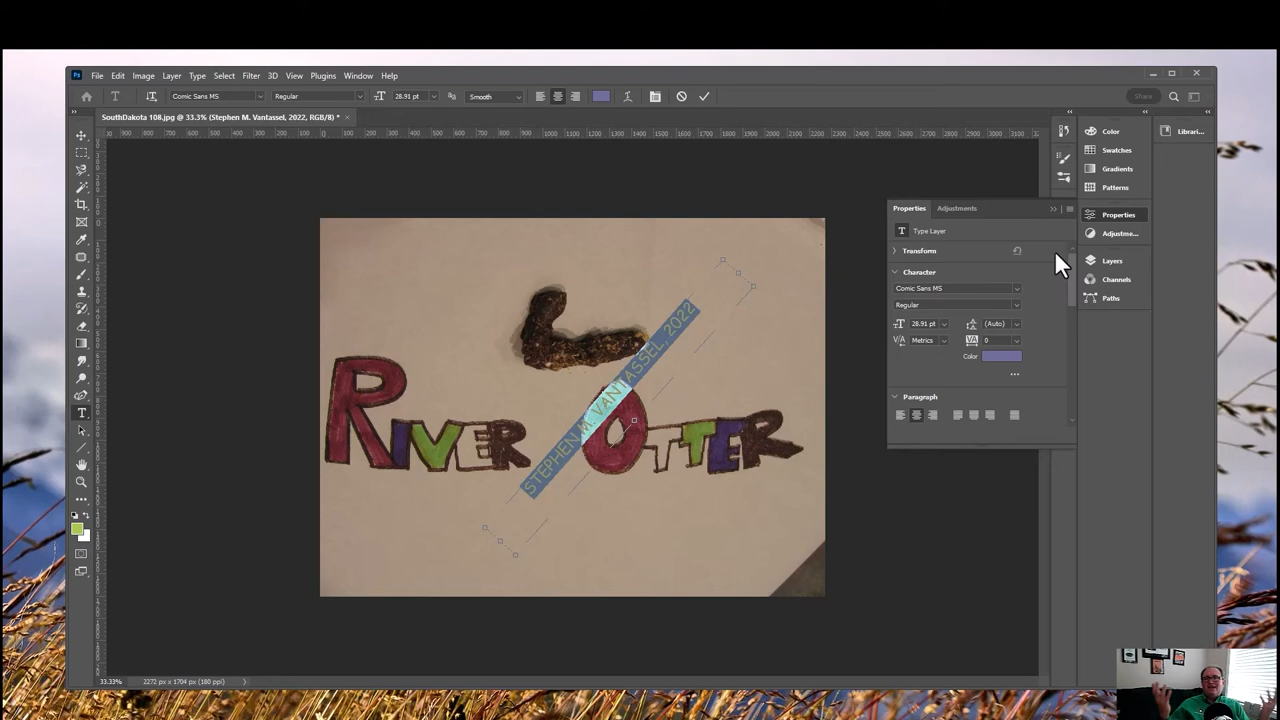 Ps File Edit Image Layer Type Select Filter 3D View Plugins Window Help
Comic Sans MS Regular 28.91 pt aa Smooth Share
SouthDakota 108.jpg @ 33.3% (Stephen M. Vantassel, 2022, RGB/8) *
Properties Adjustments
Type Layer
Transform
Character
Comic Sans MS
Regular
28.91 pt (Auto)
Metrics 0
Color
Paragraph
Color
Swatches
Gradients
Patterns
Properties
Adjustme...
Layers
Channels
Paths
Librari...
STEPHEN M. VANTASSEL, 2022
RIVER OTTER
33.33% 2272 px x 1704 px (180 ppi)